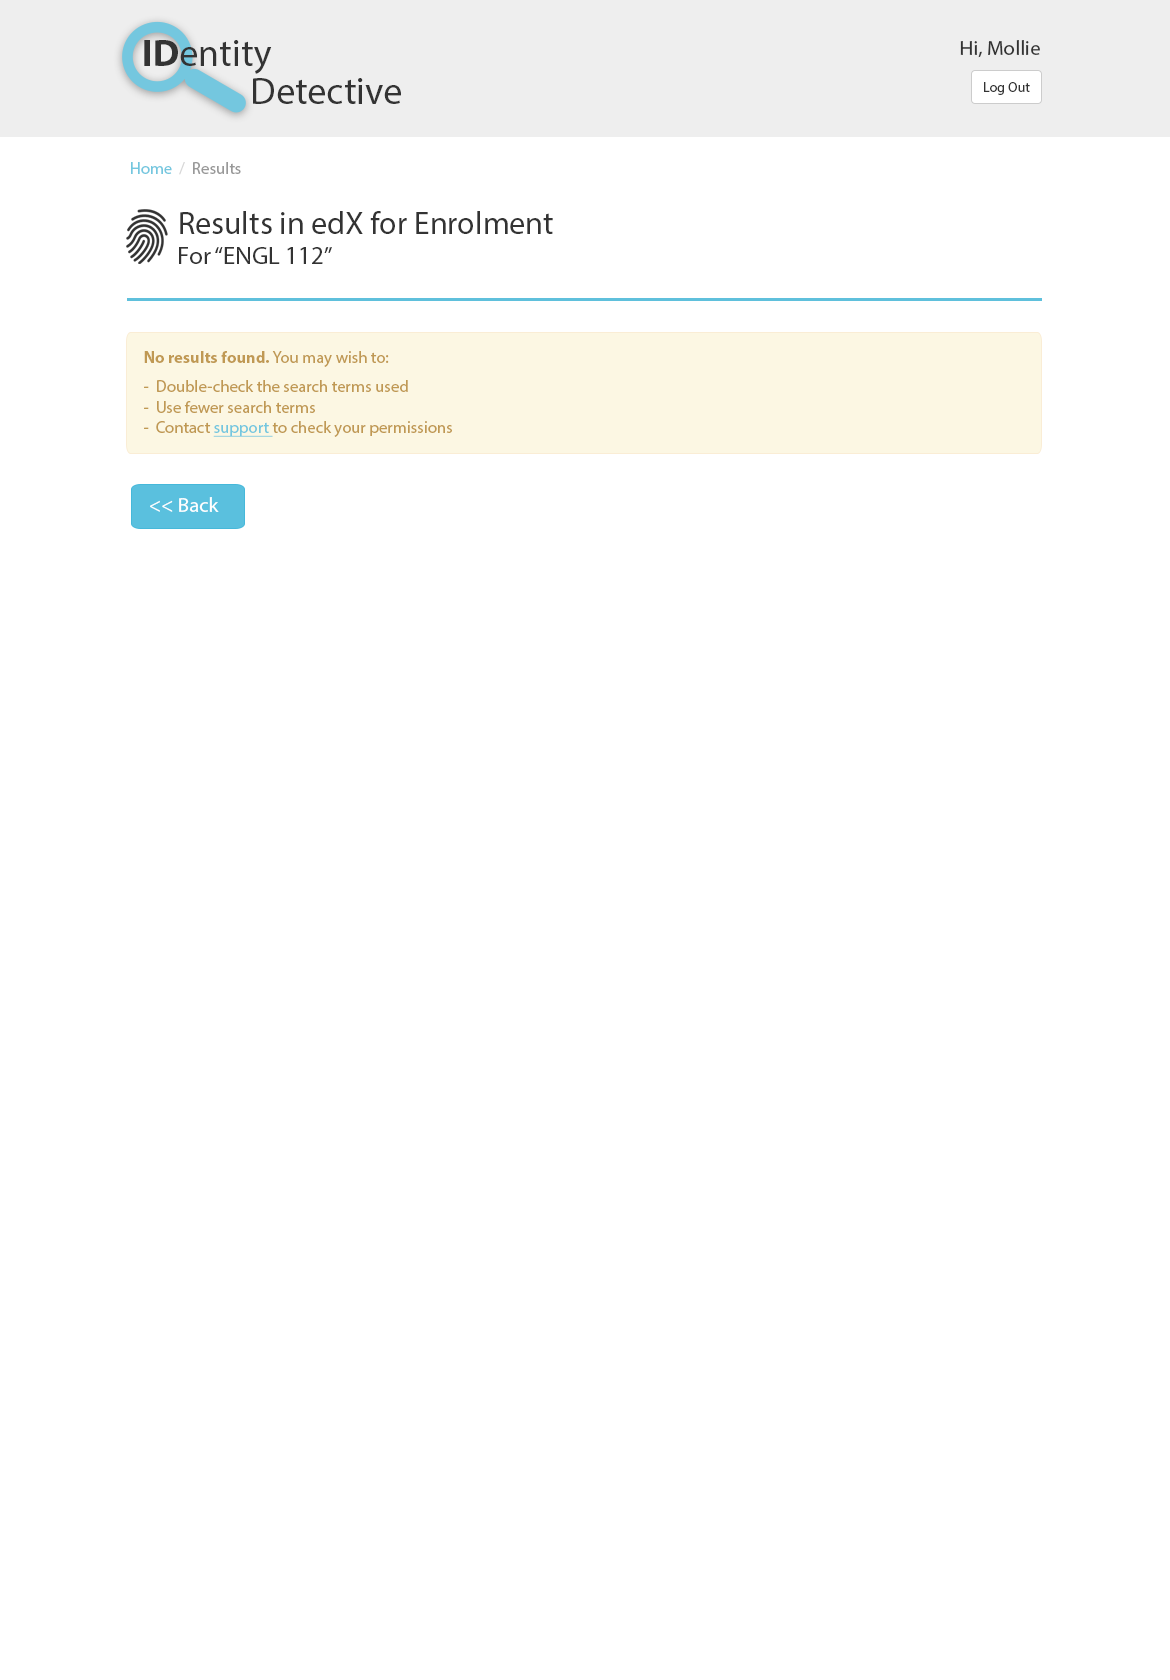 IDentity
Detective
Hi, Mollie
Log Out
Home / Results
Results in edX for Enrolment
For “ENGL 112”
No results found. You may wish to:
- Double-check the search terms used
- Use fewer search terms
- Contact support to check your permissions
<< Back